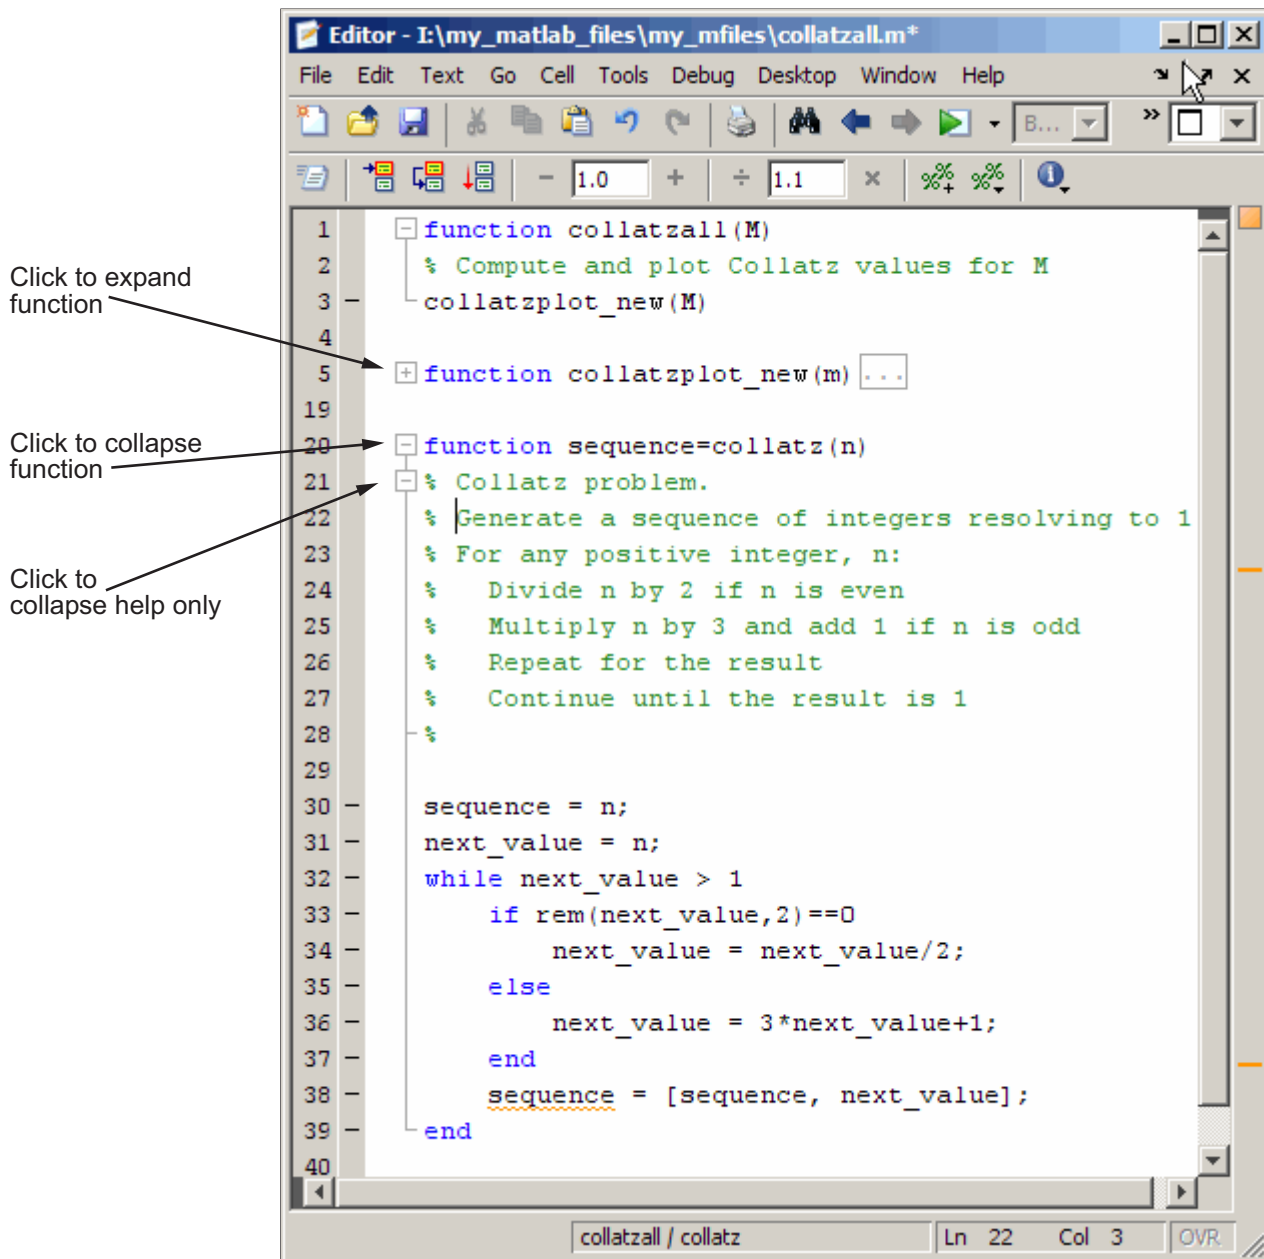 Editor - I:\my_matlab_files\my_mfiles\collatzall.m*
File Edit Text Go Cell Tools Debug Desktop Window Help
B...
1.0
1.1
1 function collatzall(M)
2 % Compute and plot Collatz values for M
3 - collatzplot_new(M)
4
5 function collatzplot_new(m) ...
19
20 function sequence=collatz(n)
21 % Collatz problem.
22 % Generate a sequence of integers resolving to 1
23 % For any positive integer, n:
24 %   Divide n by 2 if n is even
25 %   Multiply n by 3 and add 1 if n is odd
26 %   Repeat for the result
27 %   Continue until the result is 1
28 %
29
30 - sequence = n;
31 - next_value = n;
32 - while next_value > 1
33 -     if rem(next_value,2)==0
34 -         next_value = next_value/2;
35 -     else
36 -         next_value = 3*next_value+1;
37 -     end
38 -     sequence = [sequence, next_value];
39 - end
40
collatzall / collatz Ln 22 Col 3 OVR
Click to expand
function
Click to collapse
function
Click to
collapse help only